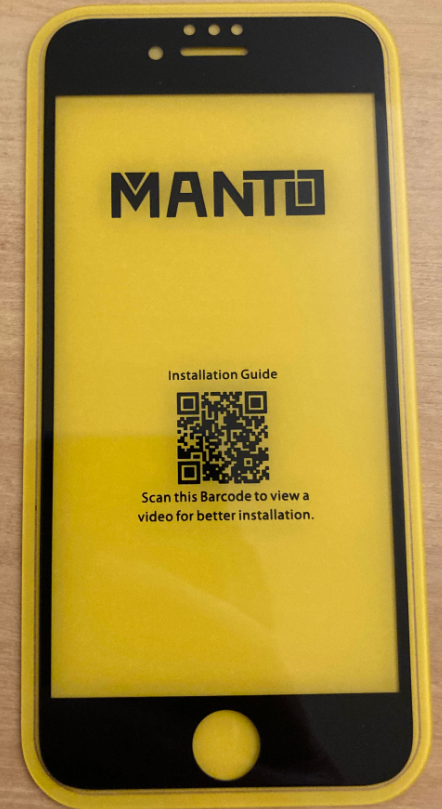 MANTO
Installation Guide
Scan this Barcode to view a
video for better installation.